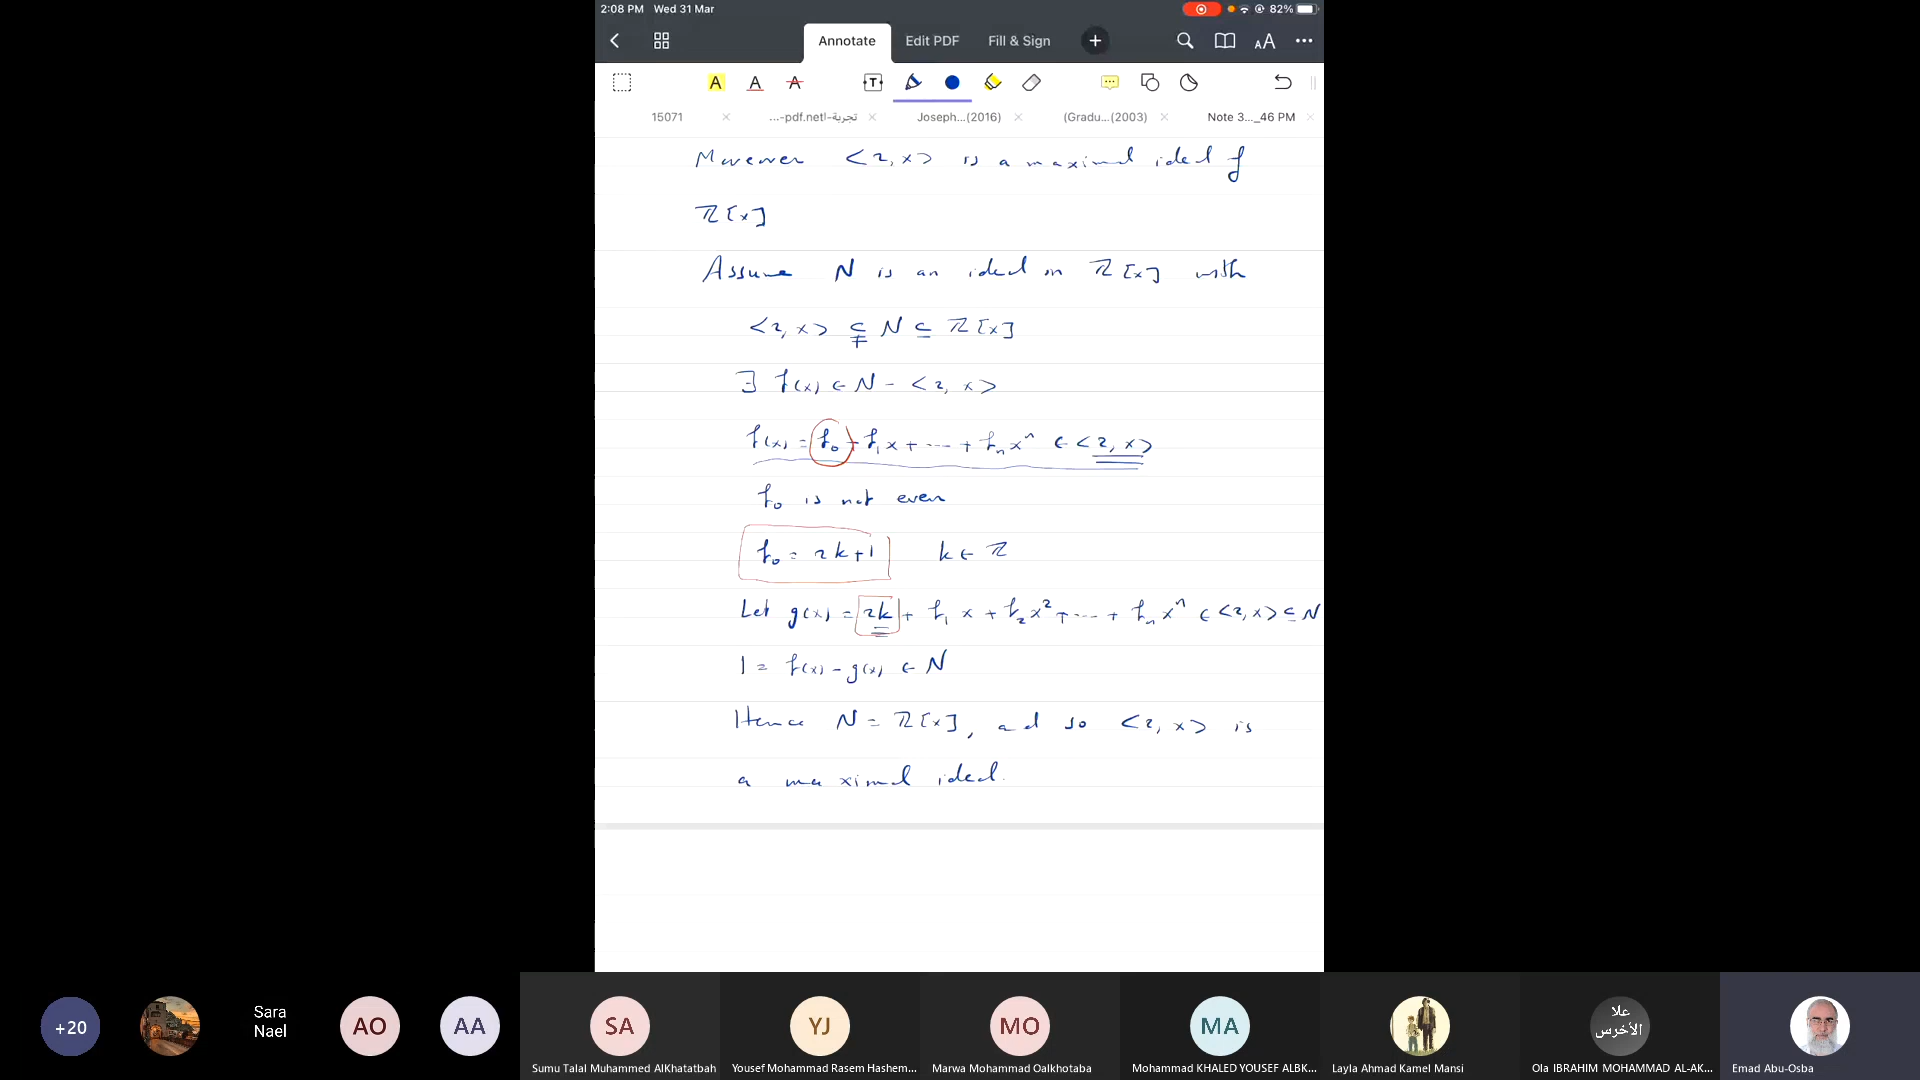 2:08 PM Wed 31 Mar
82%
Annotate Edit PDF Fill & Sign
AA
A A A T
15071 ...-pdf.netتجربة-ا Joseph...(2016) (Gradu...(2003) Note 3..._46 PM
Moreover <2, x> is a maximal ideal of
ℤ[x]
Assume N is an ideal in ℤ[x] with
<2, x> ⊊ N ⊆ ℤ[x]
∃ f(x) ∈ N - <2, x>
f(x) = f₀ + f₁x + ---- + fₙxⁿ ∈ <2, x>
f₀ is not even
f₀ = 2k+1 k ∈ ℤ
Let g(x) = 2k + f₁ x + f₂x² + ---- + fₙxⁿ ∈ <2, x> ⊆ N
1 = f(x) - g(x) ∈ N
Hence N = ℤ[x], and so <2, x> is
a maximal ideal.
+20
Sara
Nael
AO
AA
SA
YJ
MO
MA
علا
الأخرس
Sumu Talal Muhammed AlKhatatbah
Yousef Mohammad Rasem Hashem...
Marwa Mohammad Oalkhotaba
Mohammad KHALED YOUSEF ALBK...
Layla Ahmad Kamel Mansi
Ola IBRAHIM MOHAMMAD AL-AK...
Emad Abu-Osba